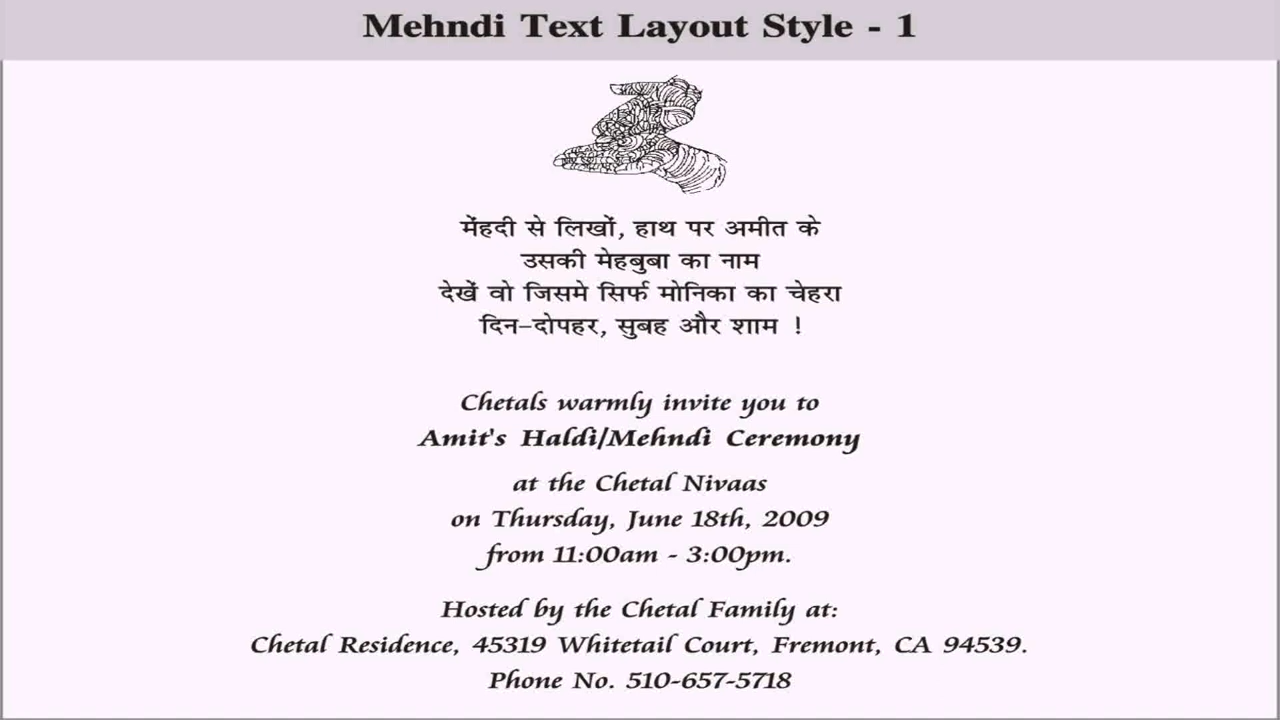 Mehndi Text Layout Style - 1
मेंहदी से लिखों, हाथ पर अमीत के
उसकी मेहबुबा का नाम
देखें वो जिसमे सिर्फ मोनिका का चेहरा
दिन-दोपहर, सुबह और शाम !
Chetals warmly invite you to
Amit's Haldi/Mehndi Ceremony
at the Chetal Nivaas
on Thursday, June 18th, 2009
from 11:00am - 3:00pm.
Hosted by the Chetal Family at:
Chetal Residence, 45319 Whitetail Court, Fremont, CA 94539.
Phone No. 510-657-5718